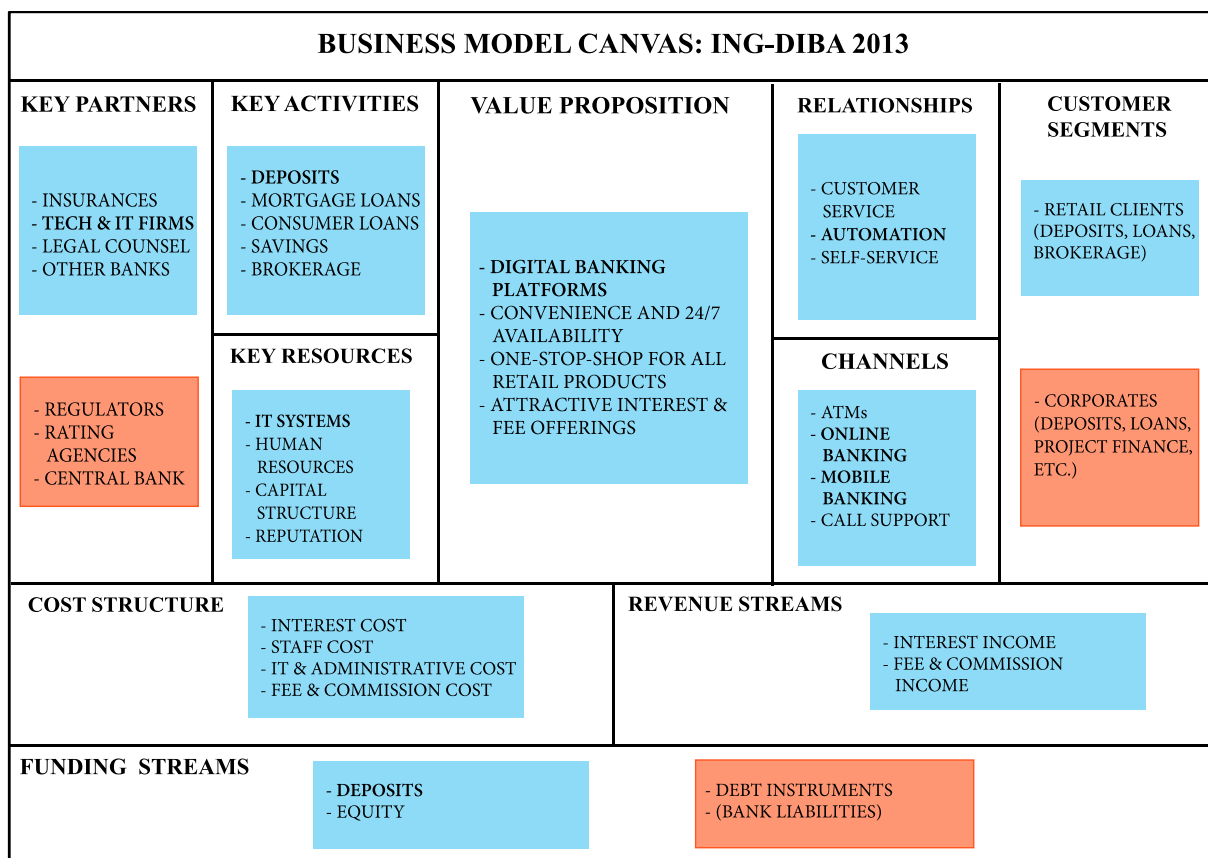 BUSINESS MODEL CANVAS: ING-DIBA 2013
KEY PARTNERS
- INSURANCES
- TECH & IT FIRMS
- LEGAL COUNSEL
- OTHER BANKS
- REGULATORS
- RATING
AGENCIES
- CENTRAL BANK
KEY ACTIVITIES
- DEPOSITS
- MORTGAGE LOANS
- CONSUMER LOANS
- SAVINGS
- BROKERAGE
KEY RESOURCES
- IT SYSTEMS
- HUMAN
RESOURCES
- CAPITAL
STRUCTURE
- REPUTATION
VALUE PROPOSITION
- DIGITAL BANKING
PLATFORMS
- CONVENIENCE AND 24/7
AVAILABILITY
- ONE-STOP-SHOP FOR ALL
RETAIL PRODUCTS
- ATTRACTIVE INTEREST &
FEE OFFERINGS
RELATIONSHIPS
- CUSTOMER
SERVICE
- AUTOMATION
- SELF-SERVICE
CHANNELS
- ATMs
- ONLINE
BANKING
- MOBILE
BANKING
- CALL SUPPORT
CUSTOMER
SEGMENTS
- RETAIL CLIENTS
(DEPOSITS, LOANS,
BROKERAGE)
- CORPORATES
(DEPOSITS, LOANS,
PROJECT FINANCE,
ETC.)
COST STRUCTURE
- INTEREST COST
- STAFF COST
- IT & ADMINISTRATIVE COST
- FEE & COMMISSION COST
REVENUE STREAMS
- INTEREST INCOME
- FEE & COMMISSION
INCOME
FUNDING STREAMS
- DEPOSITS
- EQUITY
- DEBT INSTRUMENTS
- (BANK LIABILITIES)